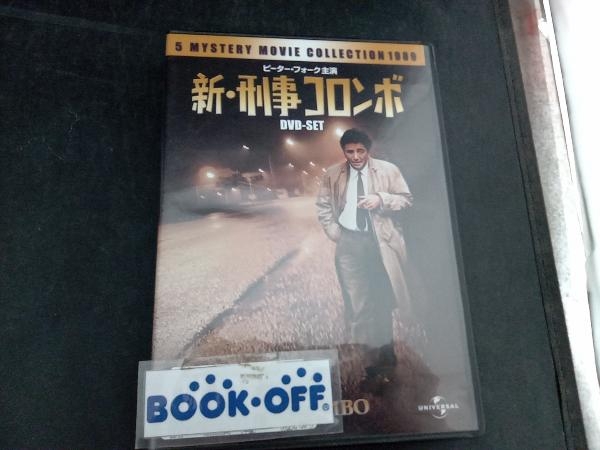 5 MYSTERY MOVIE COLLECTION 1989
ピーター・フォーク主演
新・刑事コロンボ
DVD-SET
BOOK・OFF
MBO
UNIVERSAL